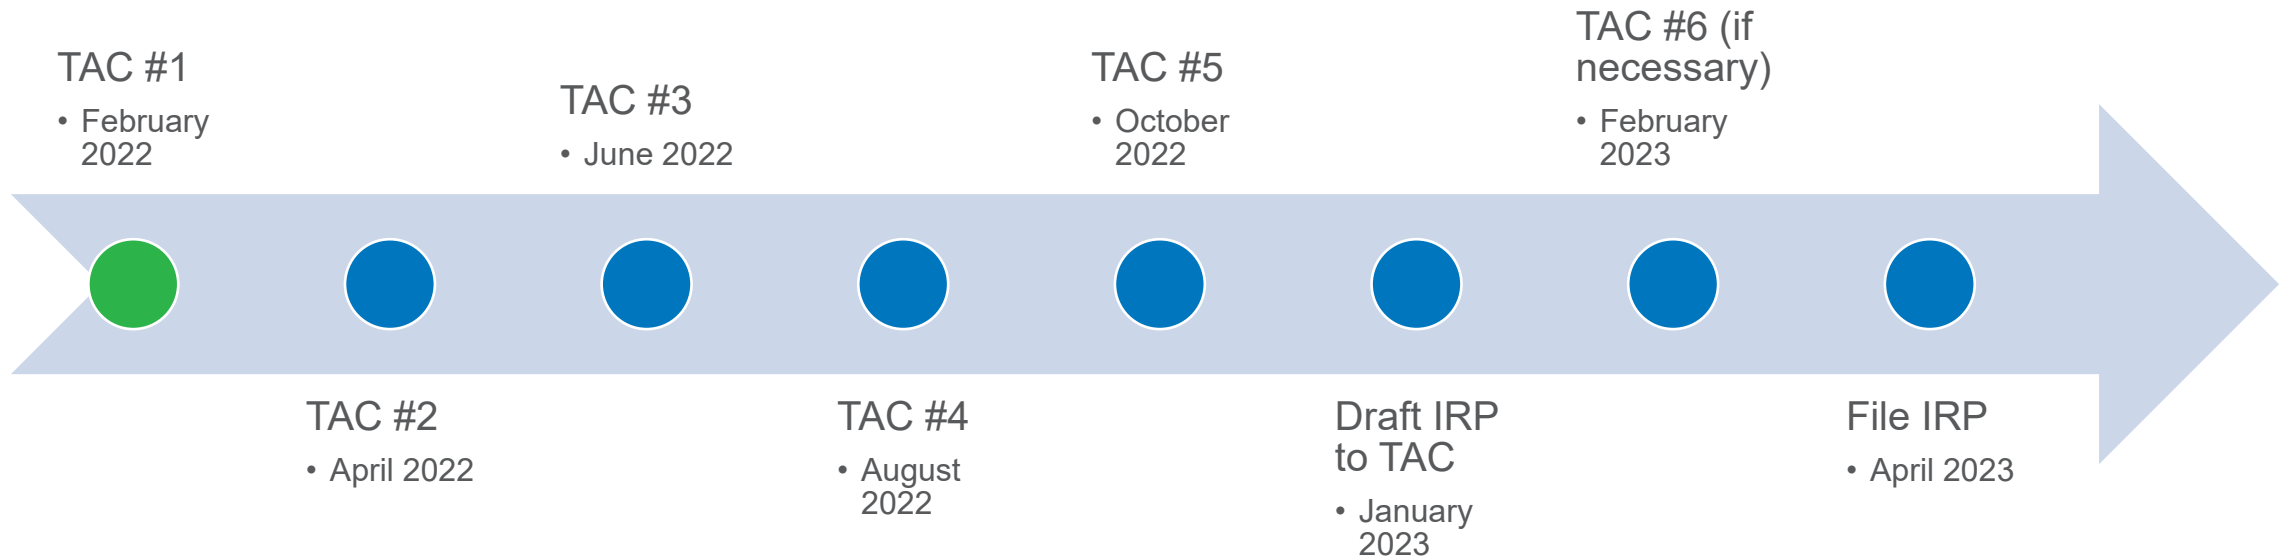 TAC #1
• February
2022
TAC #2
• April 2022
TAC #3
• June 2022
TAC #4
• August
2022
TAC #5
• October
2022
Draft IRP
to TAC
• January
2023
TAC #6 (if
necessary)
• February
2023
File IRP
• April 2023